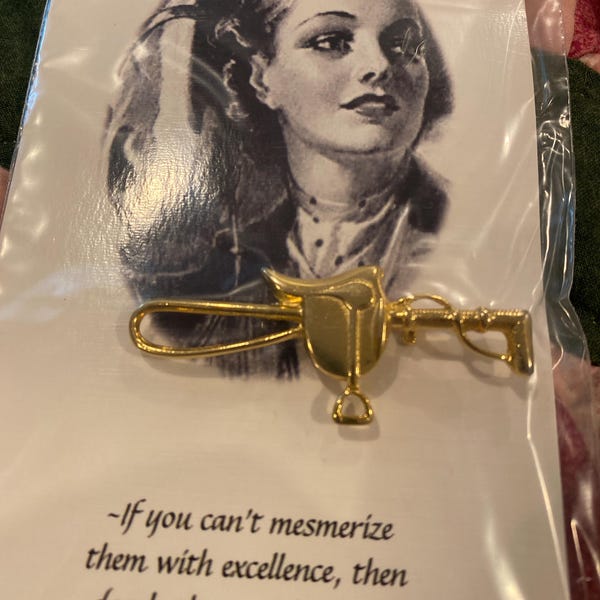 ~If you can't mesmerize
them with excellence, then